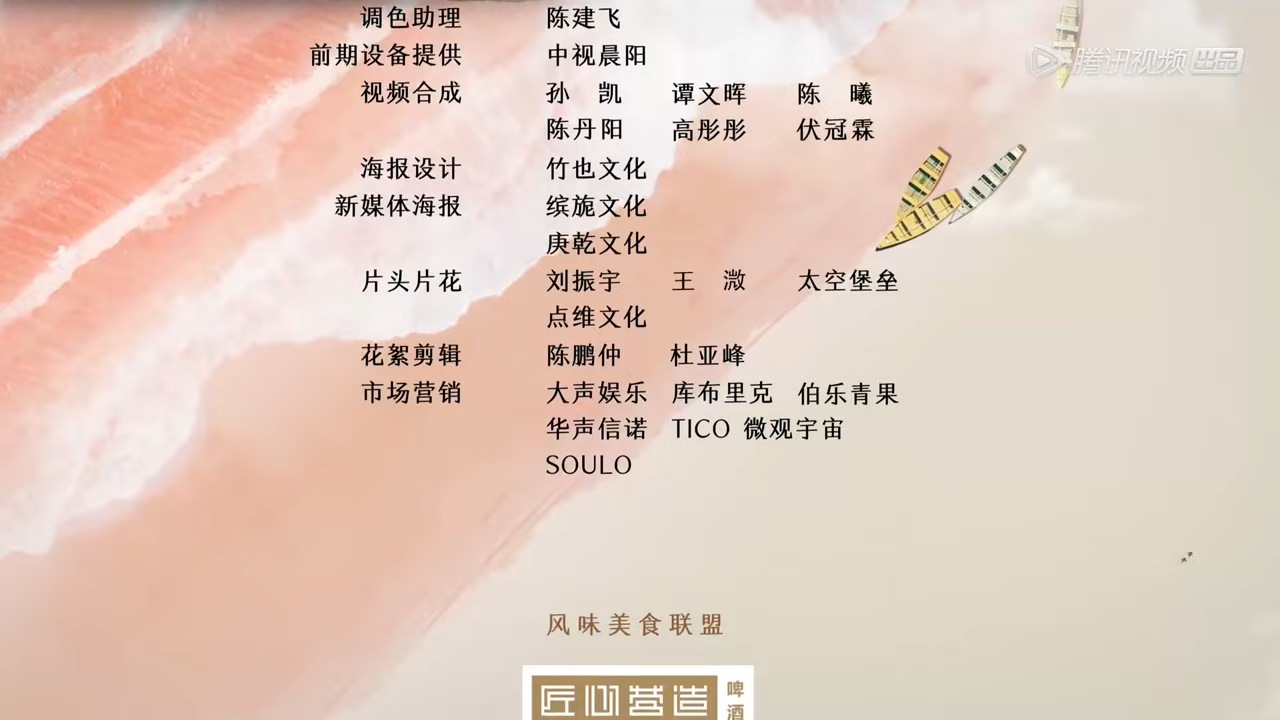 调色助理 陈建飞
前期设备提供 中视晨阳
腾讯视频 出品
视频合成 孙 凯 谭文晖 陈 曦
陈丹阳 高彤彤 伏冠霖
海报设计 竹也文化
新媒体海报 缤旎文化
庚乾文化
片头片花 刘振宇 王 溦 太空堡垒
点维文化
花絮剪辑 陈鹏仲 杜亚峰
市场营销 大声娱乐 库布里克 伯乐青果
华声信诺 TICO 微观宇宙
SOULO
风味美食联盟
匠心营造 啤酒